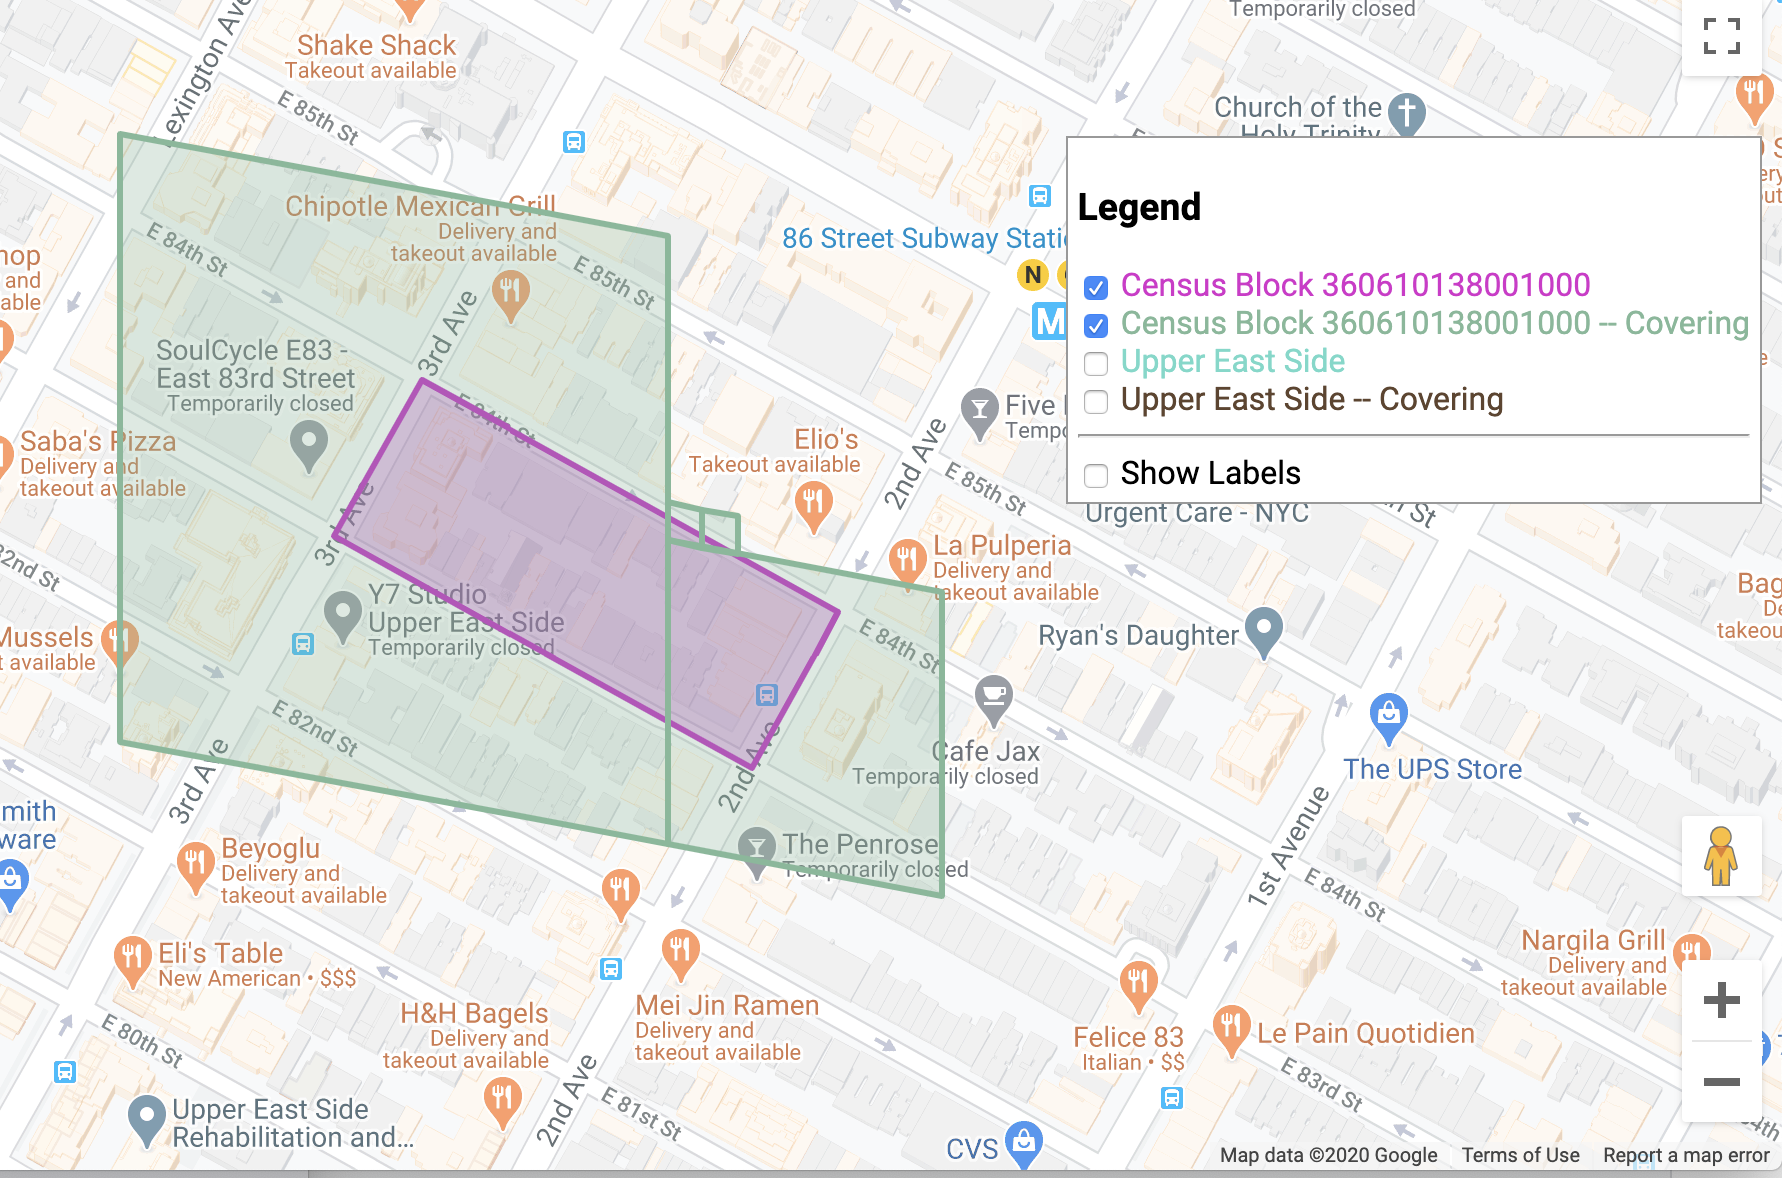 Temporarily closed
Lexington Ave
Shake Shack
Takeout available
E 85th St
Church of the
Holy Trinity
Chipotle Mexican Grill
Delivery and
takeout available
E 84th St
E 85th St
3rd Ave
86 Street Subway Stati
N
M
Legend
Census Block 360610138001000
Census Block 360610138001000 -- Covering
Upper East Side
Upper East Side -- Covering
Show Labels
hop
and
able
SoulCycle E83 -
East 83rd Street
Temporarily closed
E 84th St
Five
Temp
Saba's Pizza
Delivery and
takeout available
Elio's
Takeout available
2nd Ave
E 85th St
Urgent Care - NYC
3rd Ave
82nd St
La Pulperia
Delivery and
takeout available
Y7 Studio
Upper East Side
Temporarily closed
Mussels
t available
E 84th St
Ryan's Daughter
Bag
De
takeou
E 82nd St
3rd Ave
2nd Ave
Cafe Jax
Temporarily closed
The UPS Store
smith
ware
Beyoglu
Delivery and
takeout available
The Penrose
Temporarily closed
1st Avenue
E 84th St
Eli's Table
New American • $$$
H&H Bagels
Delivery and
takeout available
Mei Jin Ramen
Delivery and
takeout available
Felice 83
Italian • $$
Le Pain Quotidien
Nargila Grill
Delivery and
takeout available
E 80th St
E 83rd St
Upper East Side
Rehabilitation and...
2nd Ave
E 81st St
CVS
84th
Map data ©2020 Google
Terms of Use
Report a map error